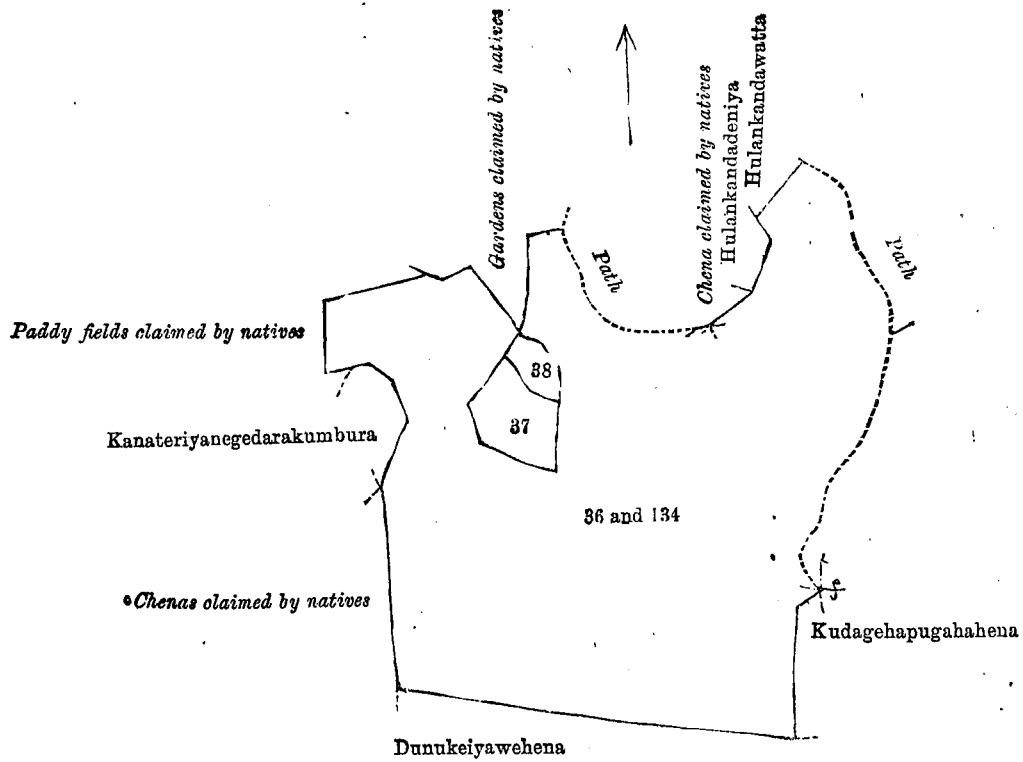 Gardens claimed by natives
Chena claimed by natives
Hulankandadeniya
Hulankandawatta
Path
Path
Paddy fields claimed by natives
38
37
Kanateriyanegedarakumbura
36 and 134
Chenas claimed by natives
Kudagehapugahahena
Dunukeiyawehena